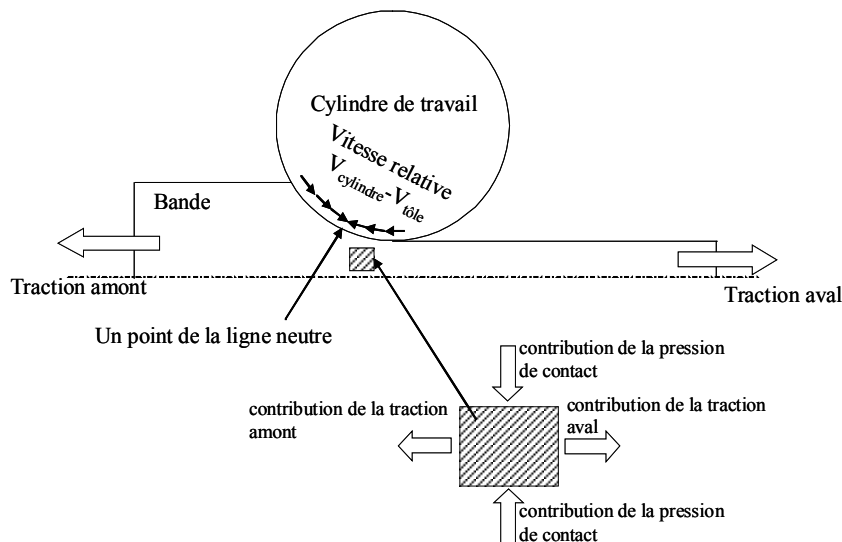 Cylindre de travail
Vitesse relative
Vcylindre-Vtôle
Bande
Traction amont
Traction aval
Un point de la ligne neutre
contribution de la pression
de contact
contribution de la traction
amont
contribution de la traction
aval
contribution de la pression
de contact